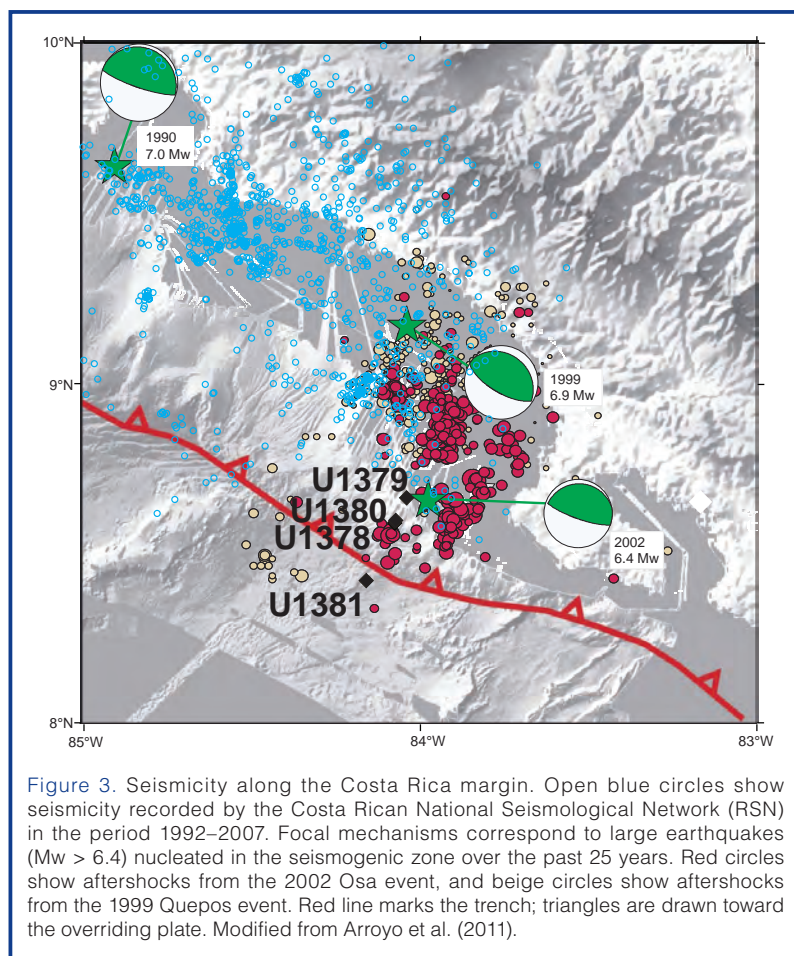 10°N
1990
7.0 Mw
9°N
1999
6.9 Mw
U1379
U1380
U1378
2002
6.4 Mw
U1381
8°N
85°W
84°W
83°W
Figure 3. Seismicity along the Costa Rica margin. Open blue circles show
seismicity recorded by the Costa Rican National Seismological Network (RSN)
in the period 1992–2007. Focal mechanisms correspond to large earthquakes
(Mw > 6.4) nucleated in the seismogenic zone over the past 25 years. Red circles
show aftershocks from the 2002 Osa event, and beige circles show aftershocks
from the 1999 Quepos event. Red line marks the trench; triangles are drawn toward
the overriding plate. Modified from Arroyo et al. (2011).